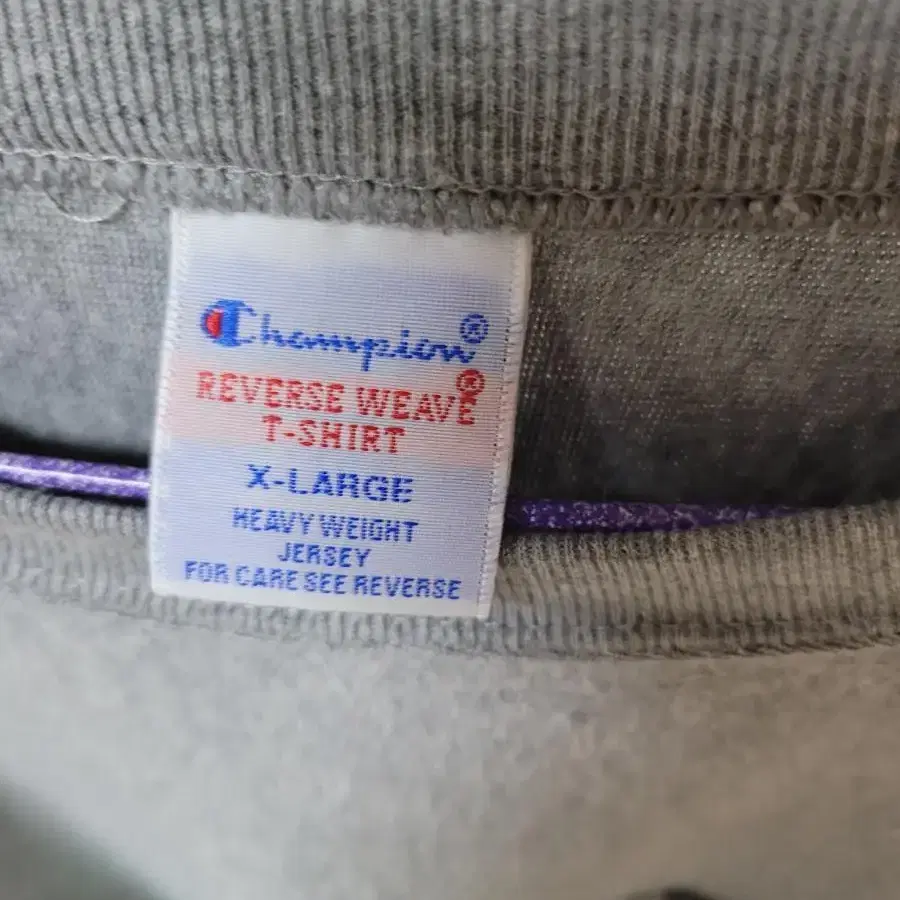 Champion®
REVERSE WEAVE®
T-SHIRT
X-LARGE
HEAVY WEIGHT
JERSEY
FOR CARE SEE REVERSE